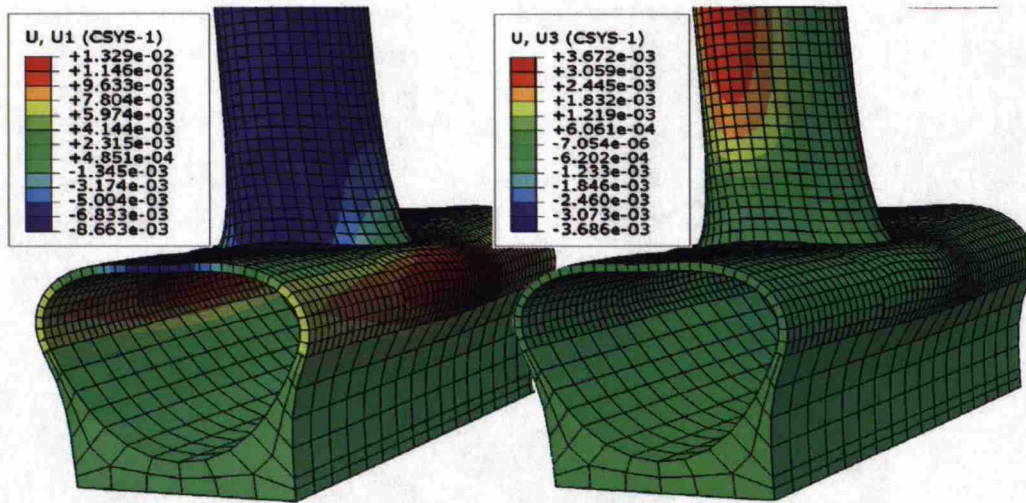 U, U1 (CSYS-1)
+1.329e-02
+1.146e-02
+9.633e-03
+7.804e-03
+5.974e-03
+4.144e-03
+2.315e-03
+4.851e-04
-1.345e-03
-3.174e-03
-5.004e-03
-6.833e-03
-8.663e-03
U, U3 (CSYS-1)
+3.672e-03
+3.059e-03
+2.445e-03
+1.832e-03
+1.219e-03
+6.061e-04
-7.054e-06
-6.202e-04
-1.233e-03
-1.846e-03
-2.460e-03
-3.073e-03
-3.686e-03